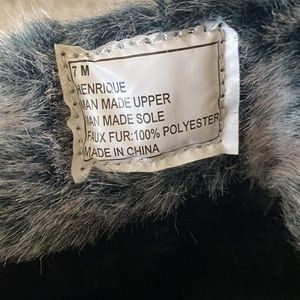 7 M
HENRIQUE
MAN MADE UPPER
MAN MADE SOLE
FAUX FUR:100% POLYESTER
MADE IN CHINA